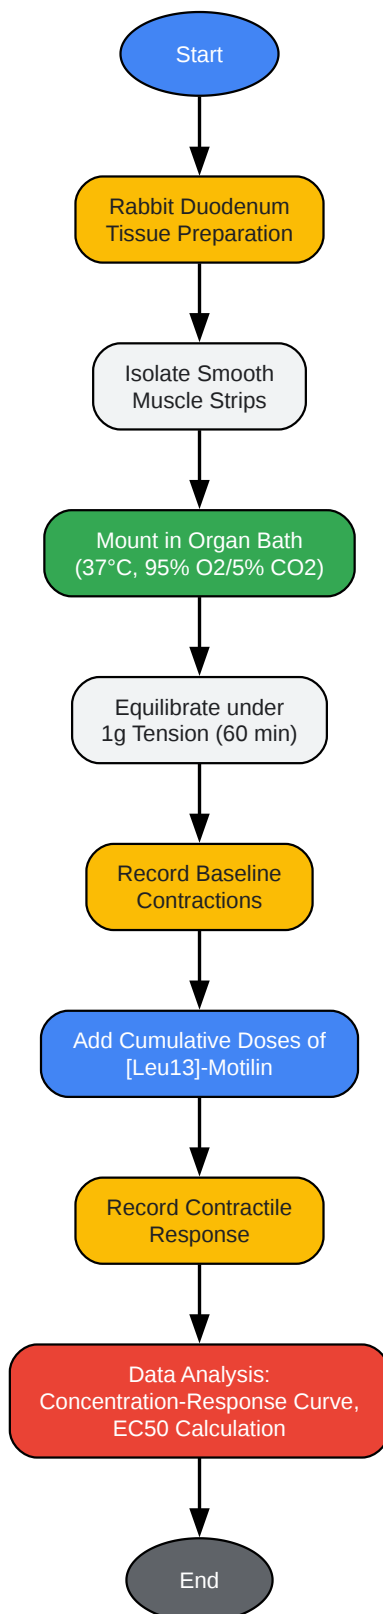 Start
Rabbit Duodenum
Tissue Preparation
Isolate Smooth
Muscle Strips
Mount in Organ Bath
(37°C, 95% O2/5% CO2)
Equilibrate under
1g Tension (60 min)
Record Baseline
Contractions
Add Cumulative Doses of
[Leu13]-Motilin
Record Contractile
Response
Data Analysis:
Concentration-Response Curve,
EC50 Calculation
End